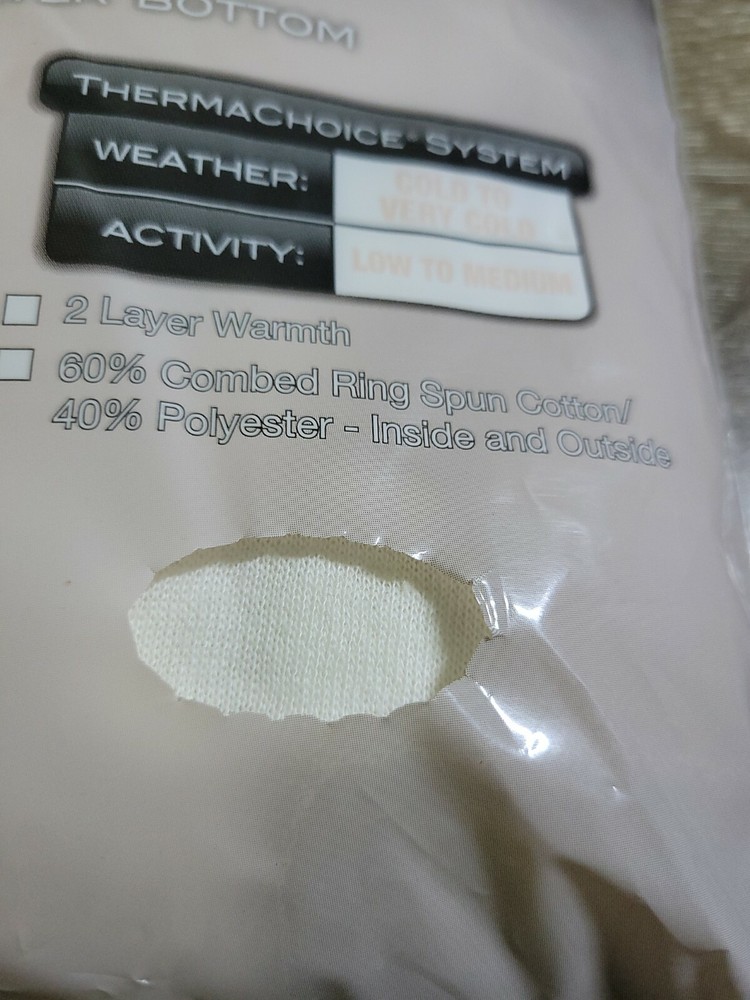 BOTTOM
THERMACHOICE® SYSTEM
WEATHER:
COLD TO
VERY COLD
ACTIVITY:
LOW TO MEDIUM
2 Layer Warmth
60% Combed Ring Spun Cotton/
40% Polyester - Inside and Outside